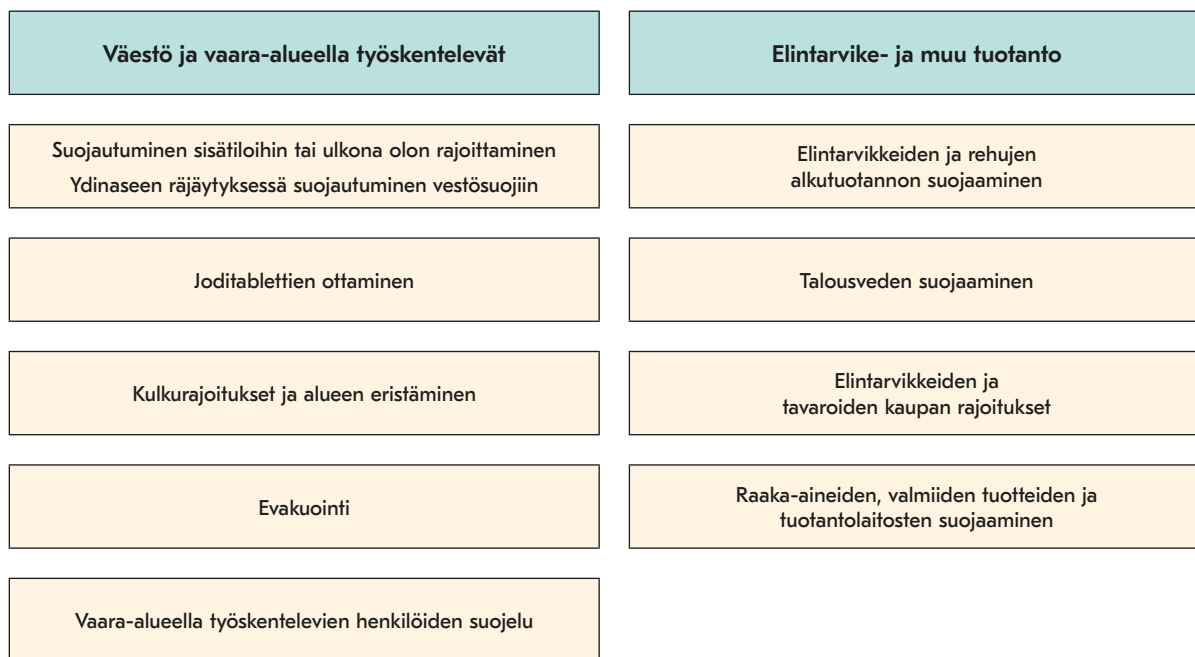 Väestö ja vaara-alueella työskentelevät
Suojautuminen sisätiloihin tai ulkona olon rajoittaminen
Ydinaseen räjäytyksessä suojautuminen vestösuojiin
Joditablettien ottaminen
Kulkurajoitukset ja alueen eristäminen
Evakuointi
Vaara-alueella työskentelevien henkilöiden suojelu
Elintarvike- ja muu tuotanto
Elintarvikkeiden ja rehujen
alkutuotannon suojaaminen
Talousveden suojaaminen
Elintarvikkeiden ja
tavaroiden kaupan rajoitukset
Raaka-aineiden, valmiiden tuotteiden ja
tuotantolaitosten suojaaminen